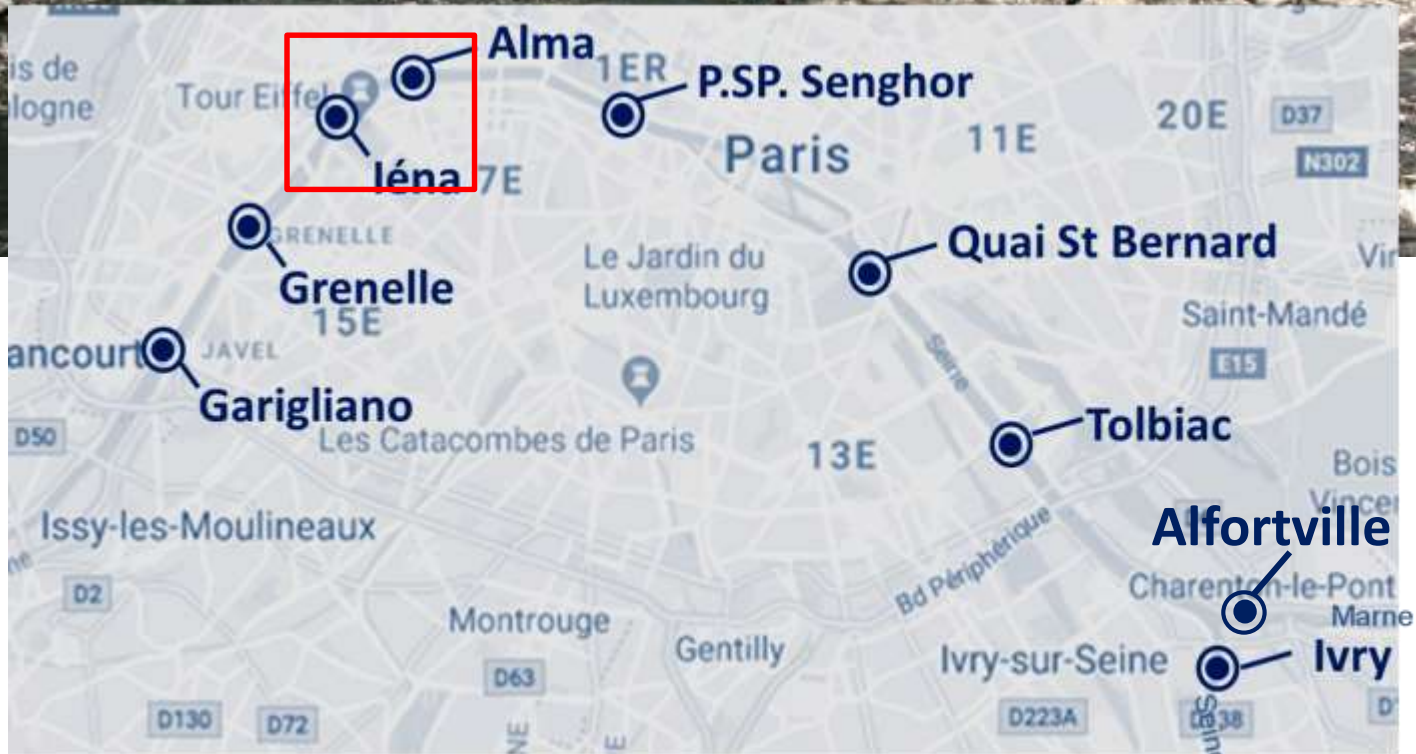 Alma
1ER
is de
logne
Tour Eiffel
P.SP. Senghor
20E
D37
11E
Paris
N302
Iéna
7E
GRENELLE
Le Jardin du
Luxembourg
Quai St Bernard
Vin
Grenelle
15E
Saint-Mandé
ancourt
JAVEL
Seine
E15
Garigliano
D50
Les Catacombes de Paris
13E
Tolbiac
Bois
Vincen
Issy-les-Moulineaux
Alfortville
Bd Périphérique
D2
Charenton-le-Pont
Marne
Montrouge
Gentilly
Ivry-sur-Seine
Ivry
D63
D130
D72
D223A
Sein